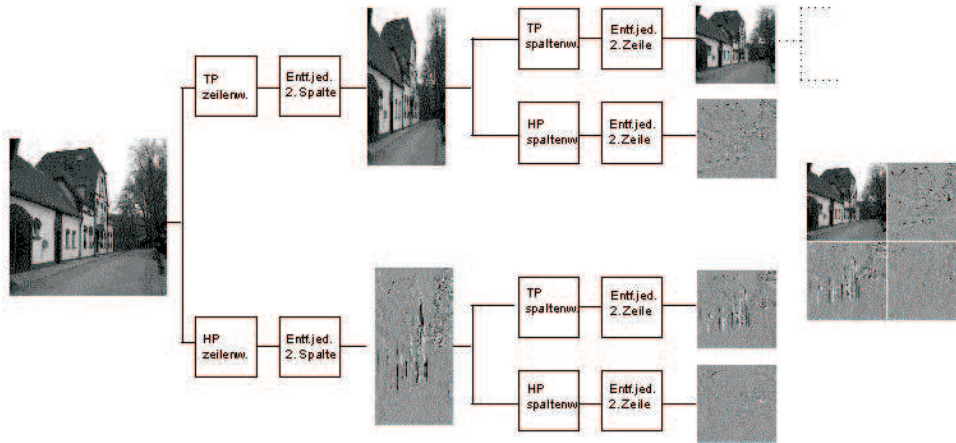 TP
spaltenw.
Entf.jed.
2.Zeile
TP
zeilenw.
Entf.jed.
2.Spalte
HP
spaltenw.
Entf.jed.
2.Zeile
HP
zeilenw.
Entf.jed.
2.Spalte
TP
spaltenw.
Entf.jed.
2.Zeile
HP
spaltenw.
Entf.jed.
2.Zeile